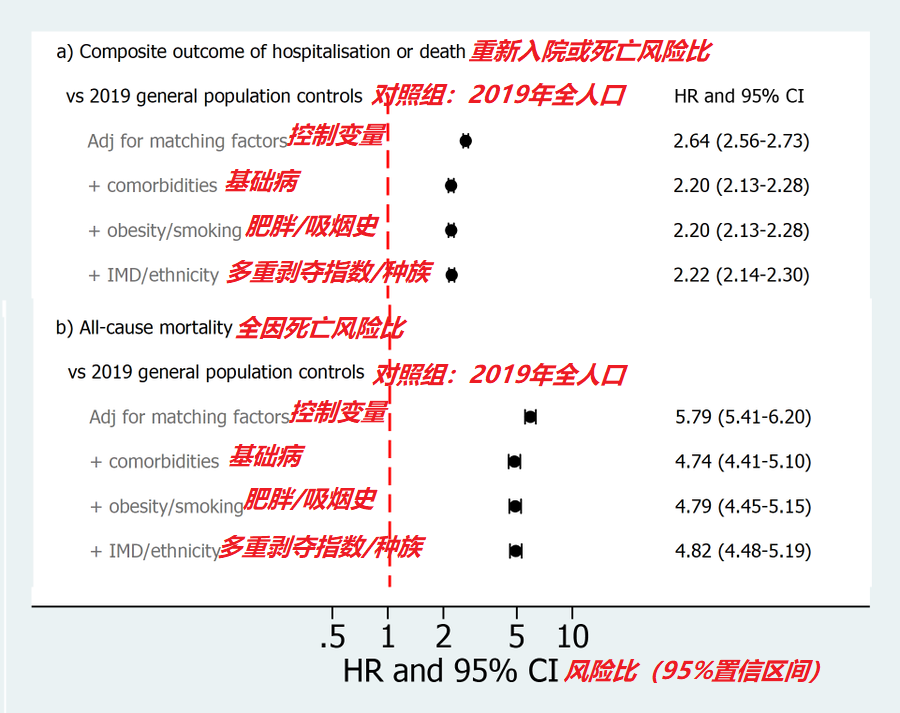 a) Composite outcome of hospitalisation or death 重新入院或死亡风险比
vs 2019 general population controls 对照组：2019年全人口 HR and 95% CI
Adj for matching factors 控制变量 2.64 (2.56-2.73)
+ comorbidities 基础病 2.20 (2.13-2.28)
+ obesity/smoking 肥胖/吸烟史 2.20 (2.13-2.28)
+ IMD/ethnicity 多重剥夺指数/种族 2.22 (2.14-2.30)
b) All-cause mortality 全因死亡风险比
vs 2019 general population controls 对照组：2019年全人口
Adj for matching factors 控制变量 5.79 (5.41-6.20)
+ comorbidities 基础病 4.74 (4.41-5.10)
+ obesity/smoking 肥胖/吸烟史 4.79 (4.45-5.15)
+ IMD/ethnicity 多重剥夺指数/种族 4.82 (4.48-5.19)
.5 1 2 5 10
HR and 95% CI 风险比（95%置信区间）